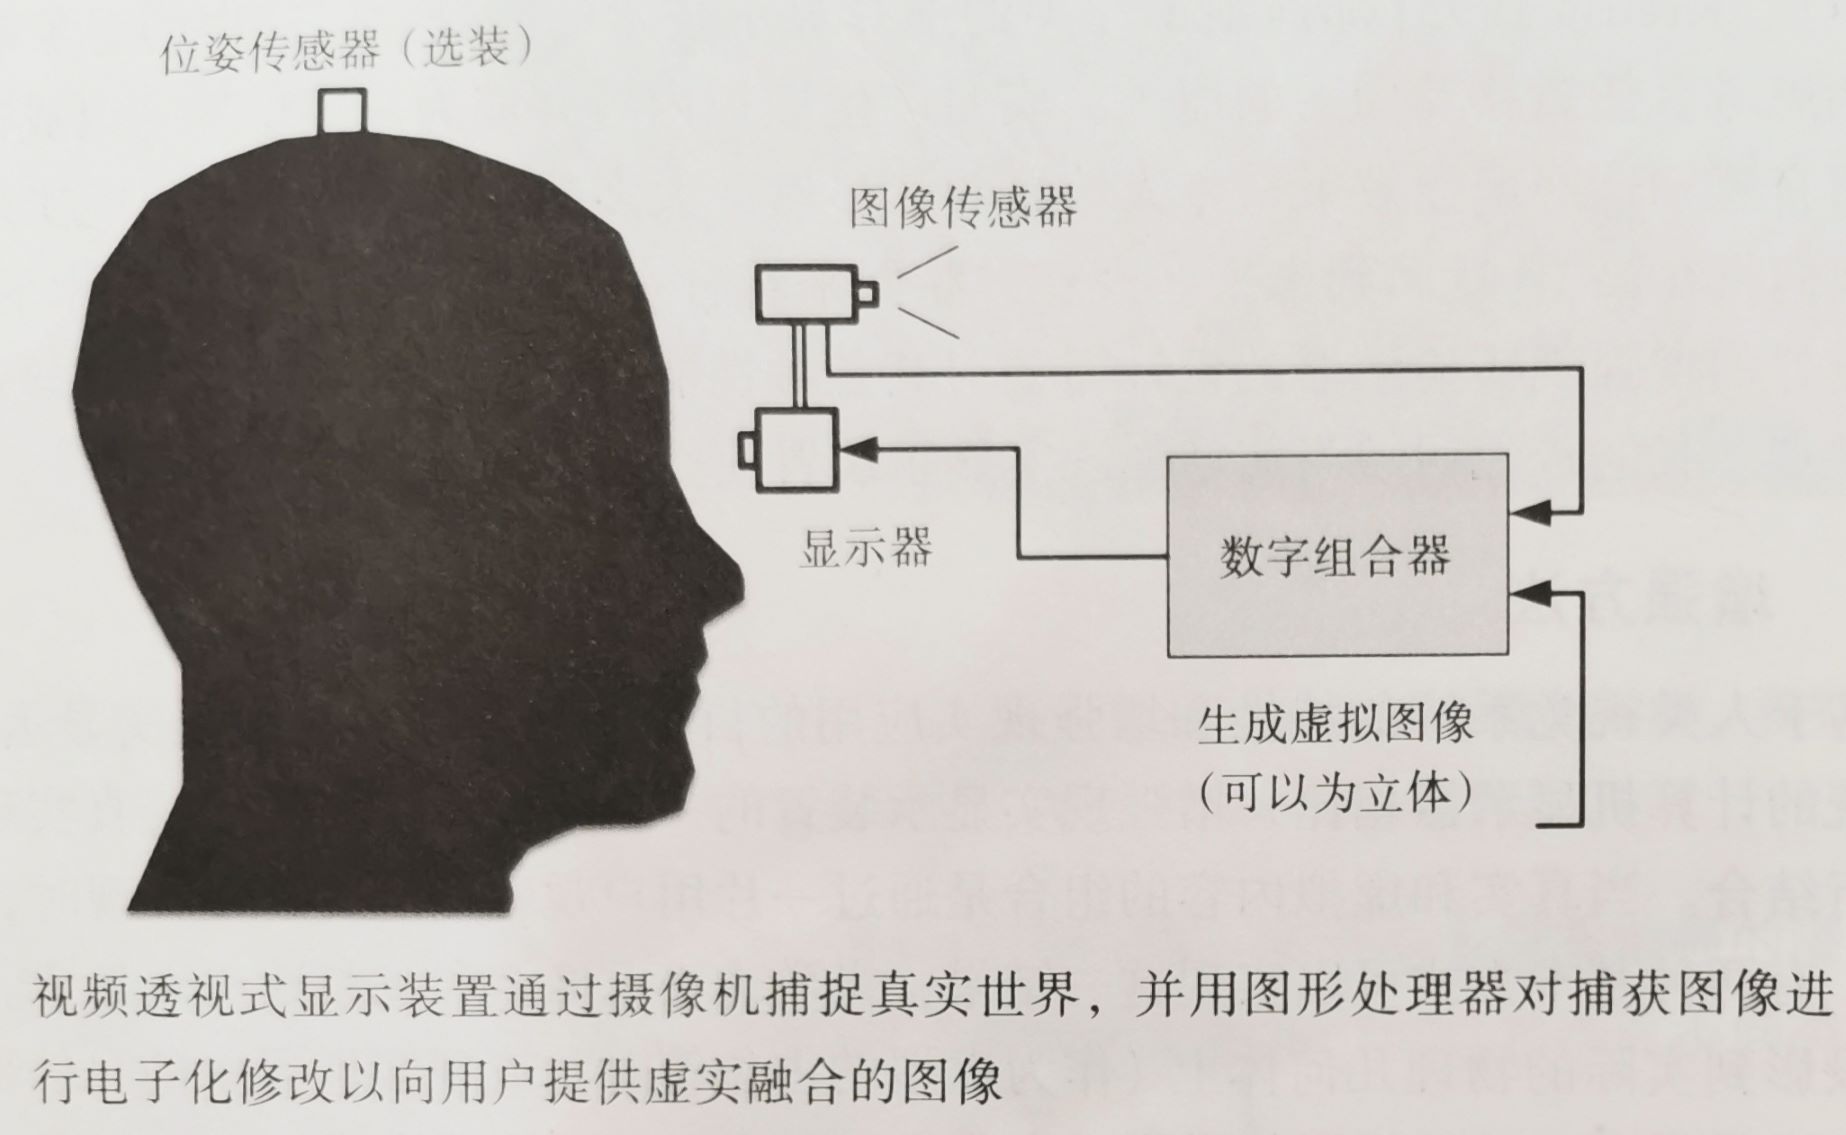 位姿传感器（选装）
图像传感器
显示器
数字组合器
生成虚拟图像
（可以为立体）
视频透视式显示装置通过摄像机捕捉真实世界，并用图形处理器对捕获图像进
行电子化修改以向用户提供虚实融合的图像